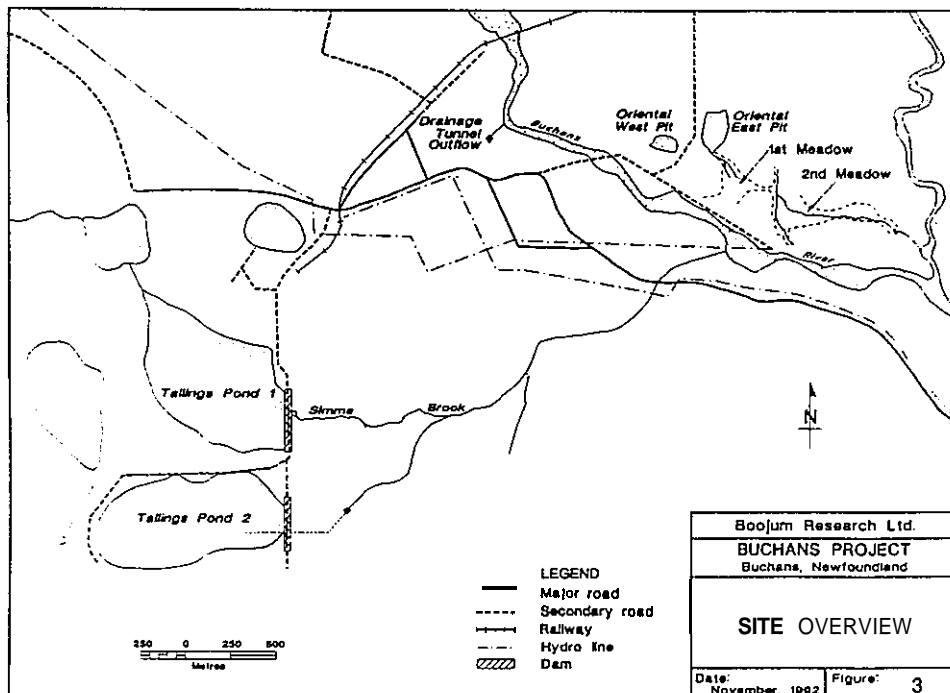 Drainage
Tunnel
Outflow
Buchans
Oriental
West Pit
Oriental
East Pit
1st Meadow
2nd Meadow
River
Tailings Pond 1
Simms Brook
Tailings Pond 2
N
LEGEND
Major road
Secondary road
Railway
Hydro line
Dam
250 0 250 500
Metres
Boojum Research Ltd.
BUCHANS PROJECT
Buchans, Newfoundland
SITE OVERVIEW
Date: November, 1992
Figure: 3